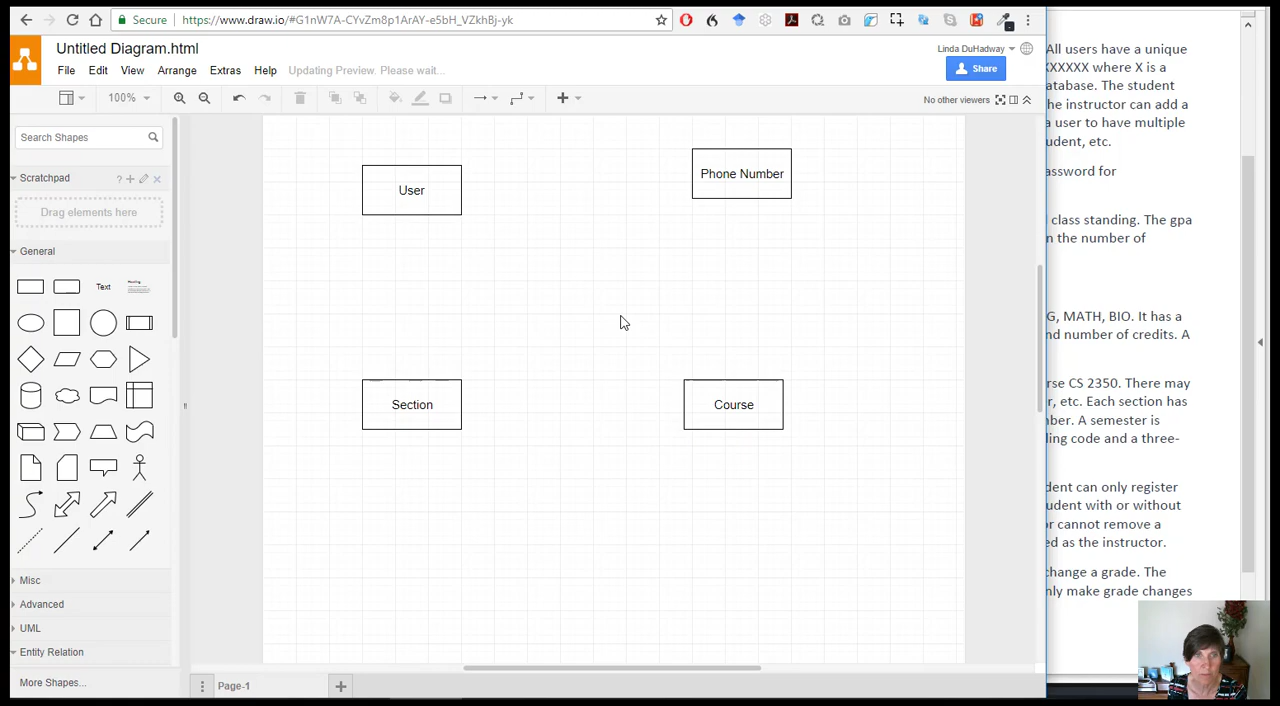 Secure https://www.draw.io/#G1nW7A-CYvZm8p1ArAY-e5bH_VZkhBj-yk
Untitled Diagram.html
Linda DuHadway
File Edit View Arrange Extras Help Updating Preview. Please wait...
Share
100%
No other viewers
Search Shapes
Scratchpad
?
Drag elements here
General
Text
Misc
Advanced
UML
Entity Relation
More Shapes...
User
Phone Number
Section
Course
Page-1
All users have a unique
XXXXXX where X is a
atabase. The student
he instructor can add a
a user to have multiple
udent, etc.
assword for
class standing. The gpa
n the number of
G, MATH, BIO. It has a
nd number of credits. A
rse CS 2350. There may
r, etc. Each section has
nber. A semester is
ling code and a three-
dent can only register
udent with or without
or cannot remove a
ed as the instructor.
change a grade. The
nly make grade changes